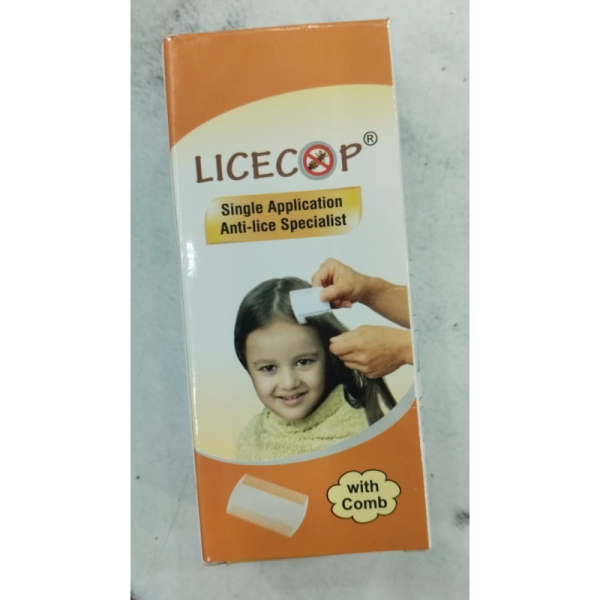 LICECOP®
Single Application
Anti-lice Specialist
with
Comb